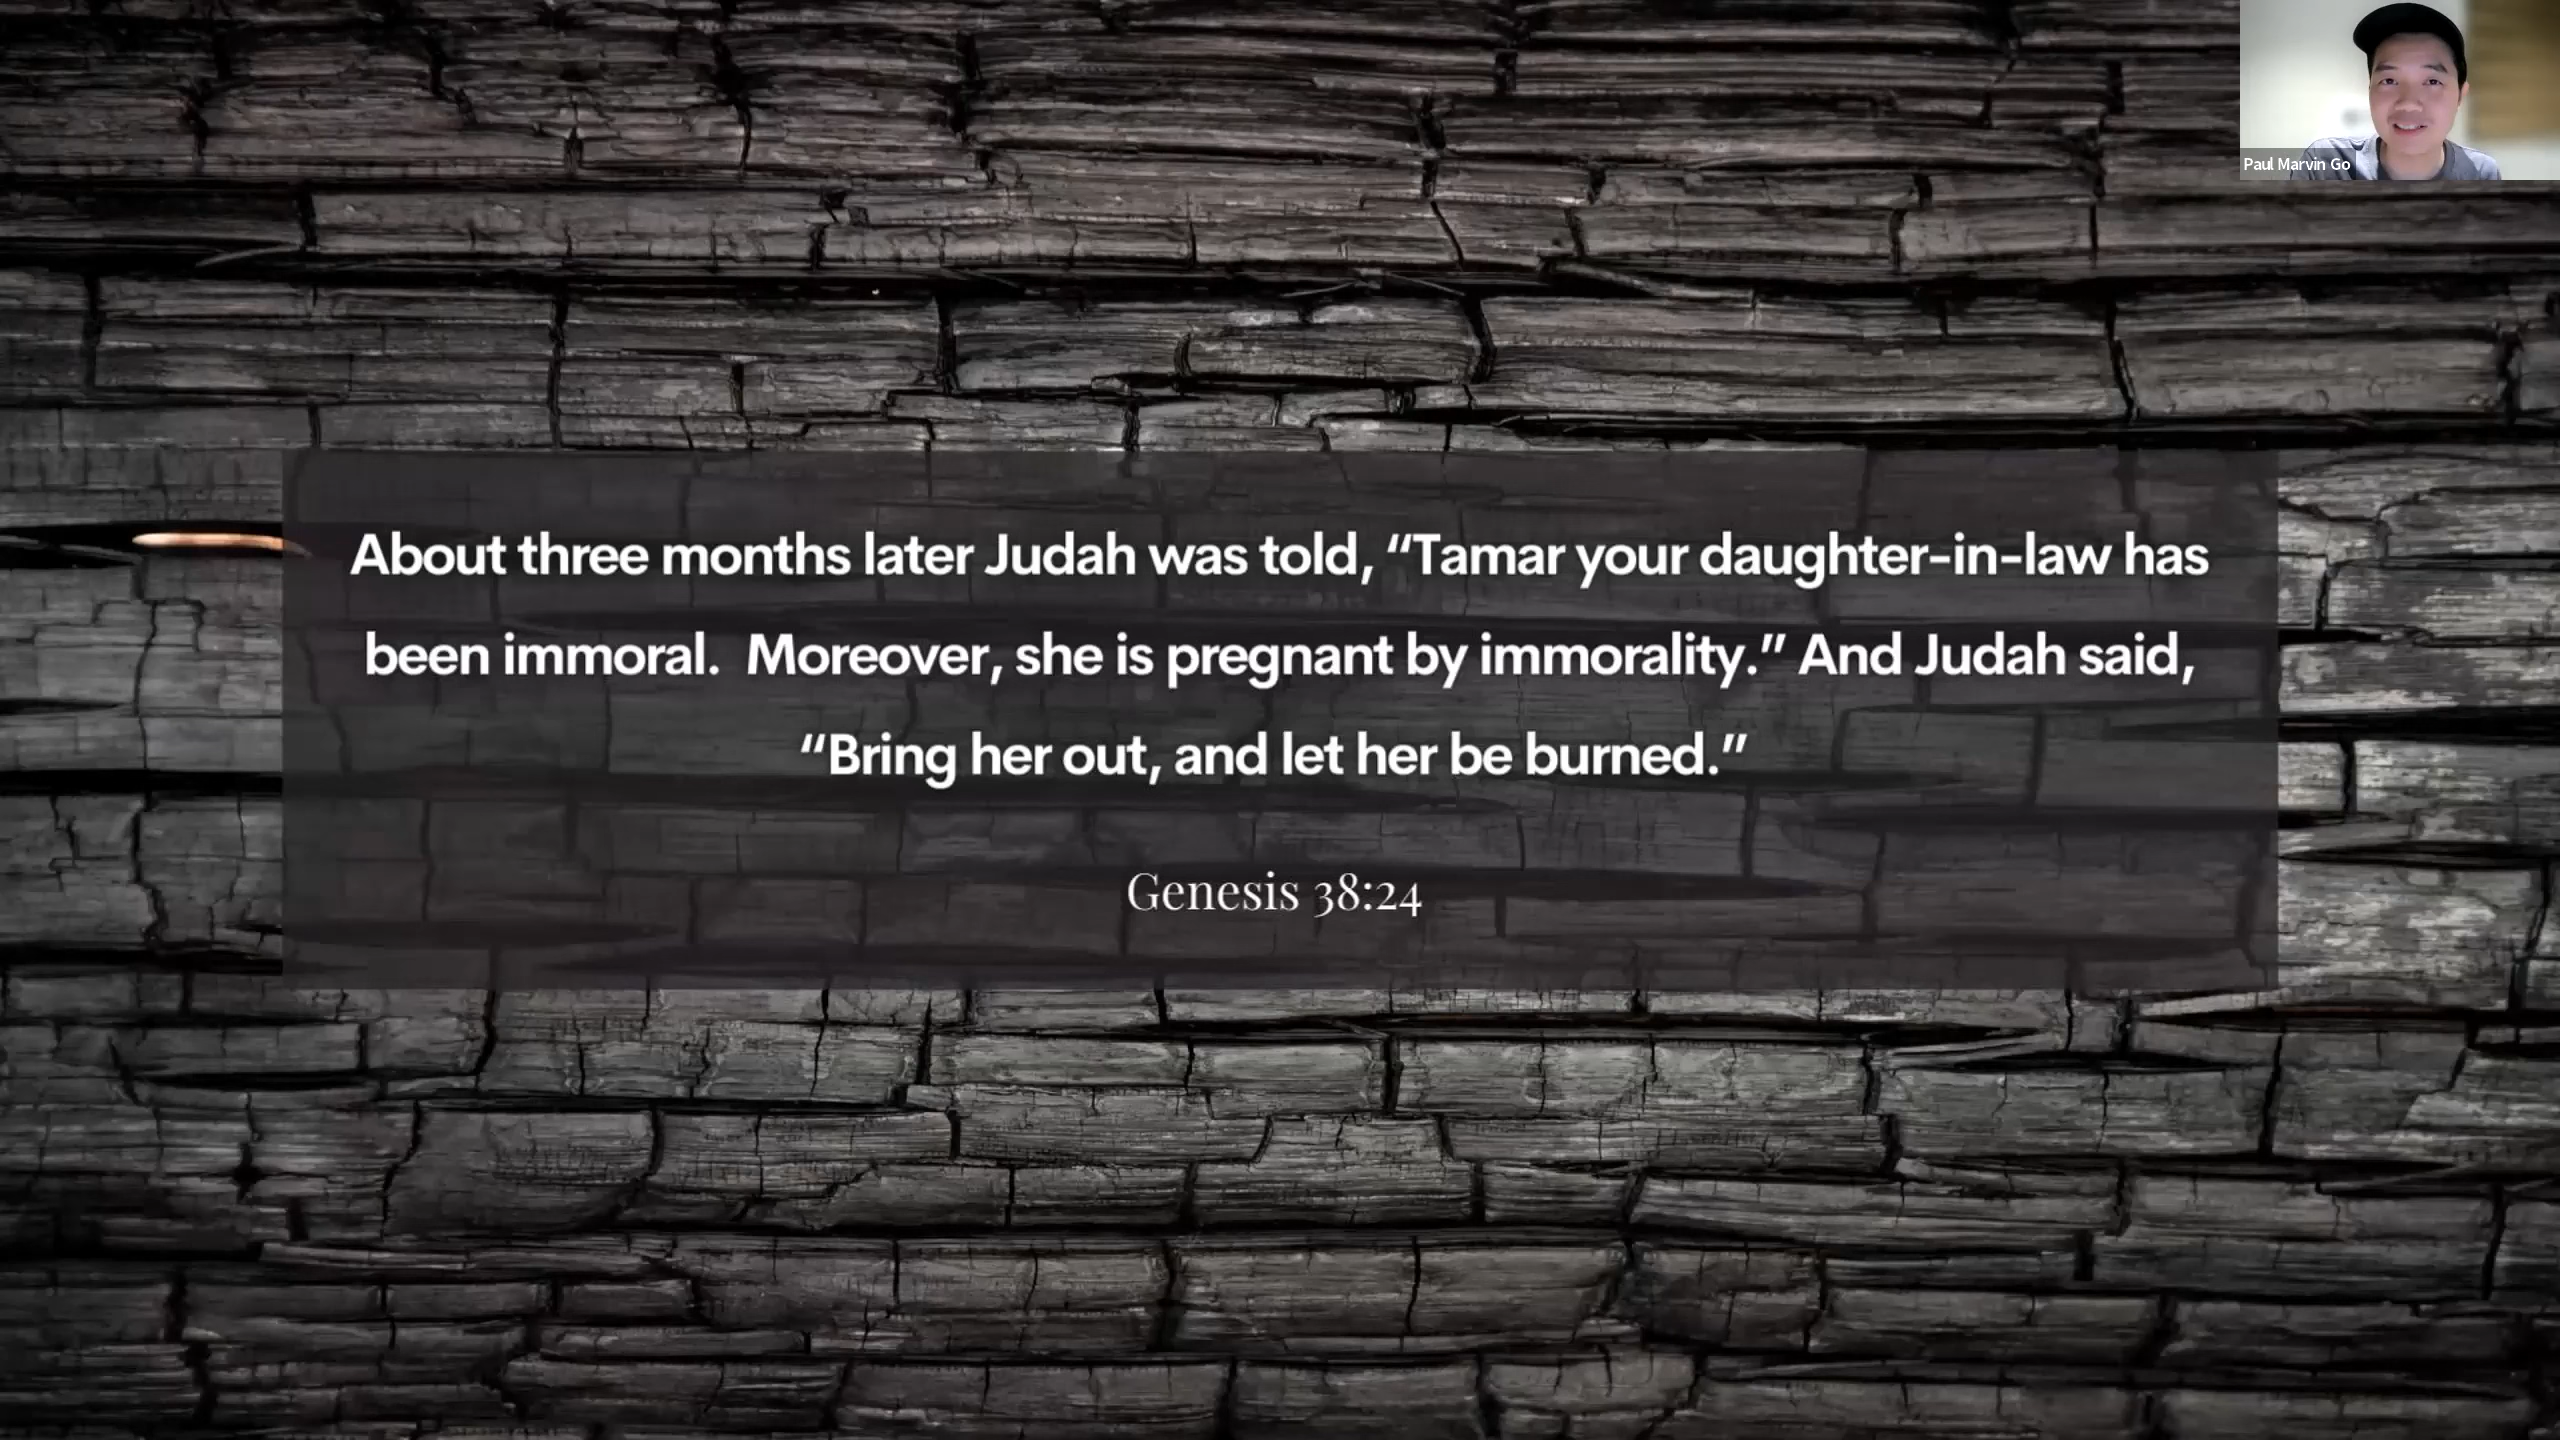 Paul Marvin Go
About three months later Judah was told, “Tamar your daughter-in-law has
been immoral.  Moreover, she is pregnant by immorality.” And Judah said,
“Bring her out, and let her be burned.”
Genesis 38:24